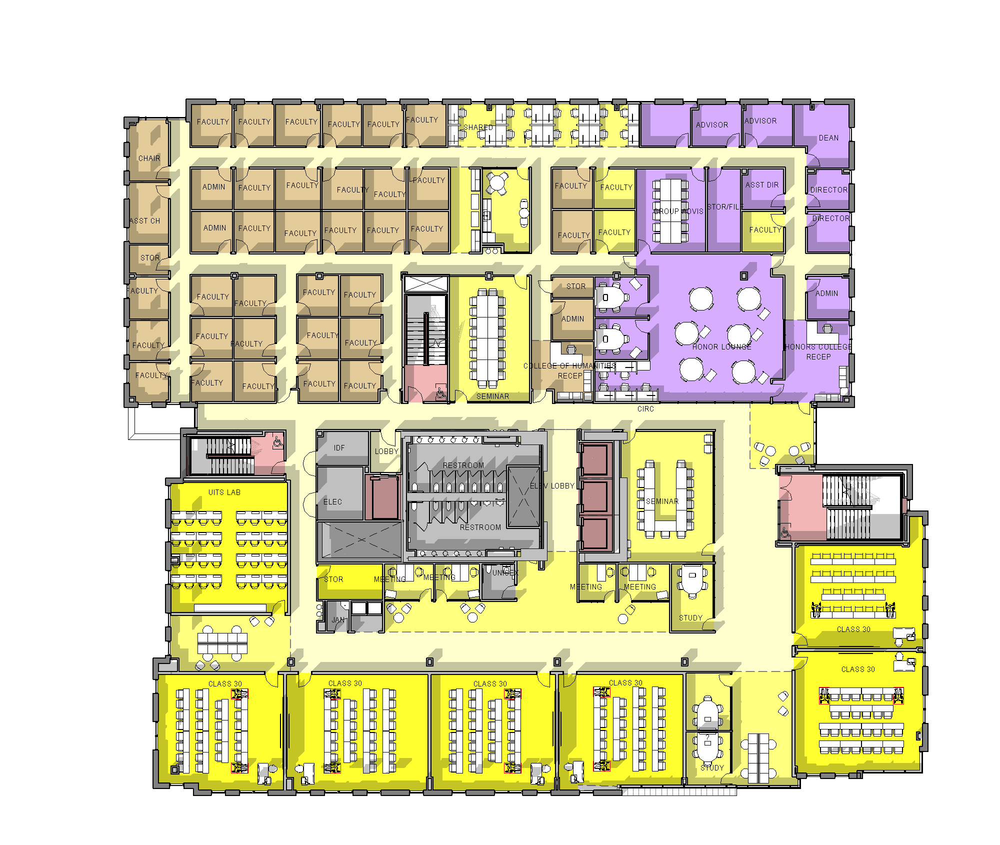 FACULTY
FACULTY
FACULTY
FACULTY
FACULTY
FACULTY
SHARED
ADVISOR
ADVISOR
DEAN
CHAIR
ADMIN
FACULTY
FACULTY
FACULTY
FACULTY
FACULTY
FACULTY
FACULTY
ASST DIR
DIRECTOR
GROUP ADVIS
STOR/FILE
ASST CH
ADMIN
FACULTY
FACULTY
FACULTY
FACULTY
FACULTY
FACULTY
FACULTY
FACULTY
DIRECTOR
STOR
FACULTY
FACULTY
FACULTY
FACULTY
FACULTY
STOR
ADMIN
ADMIN
FACULTY
FACULTY
FACULTY
FACULTY
FACULTY
HONOR LOUNGE
HONORS COLLEGE
RECEP
COLLEGE OF HUMANITIES
RECEP
FACULTY
FACULTY
FACULTY
FACULTY
FACULTY
SEMINAR
CIRC
IDF
LOBBY
RESTROOM
ELEV LOBBY
UITS LAB
ELEC
SEMINAR
RESTROOM
STOR
MEETING
MEETING
UNISEX
MEETING
MEETING
JAN
STUDY
CLASS 30
CLASS 30
CLASS 30
CLASS 30
CLASS 30
CLASS 30
?
STUDY